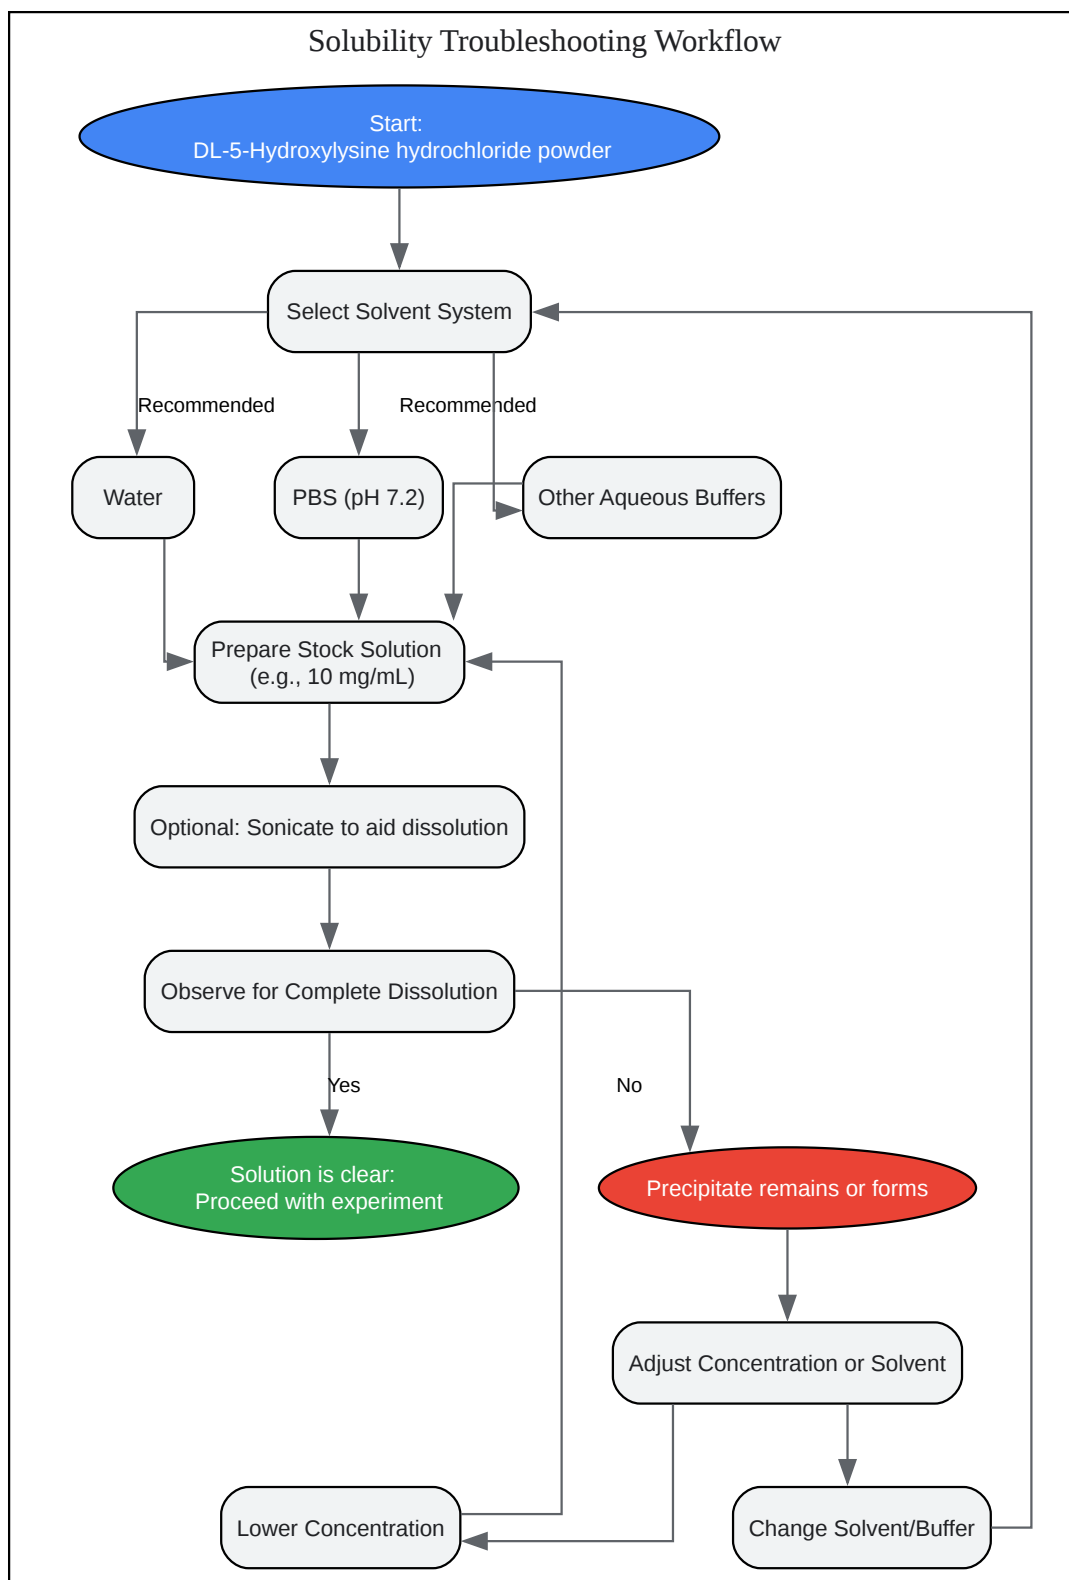 Solubility Troubleshooting Workflow
Start:
DL-5-Hydroxylysine hydrochloride powder
Select Solvent System
Recommended
Recommended
Water
PBS (pH 7.2)
Other Aqueous Buffers
Prepare Stock Solution
(e.g., 10 mg/mL)
Optional: Sonicate to aid dissolution
Observe for Complete Dissolution
Yes
No
Solution is clear:
Proceed with experiment
Precipitate remains or forms
Adjust Concentration or Solvent
Lower Concentration
Change Solvent/Buffer